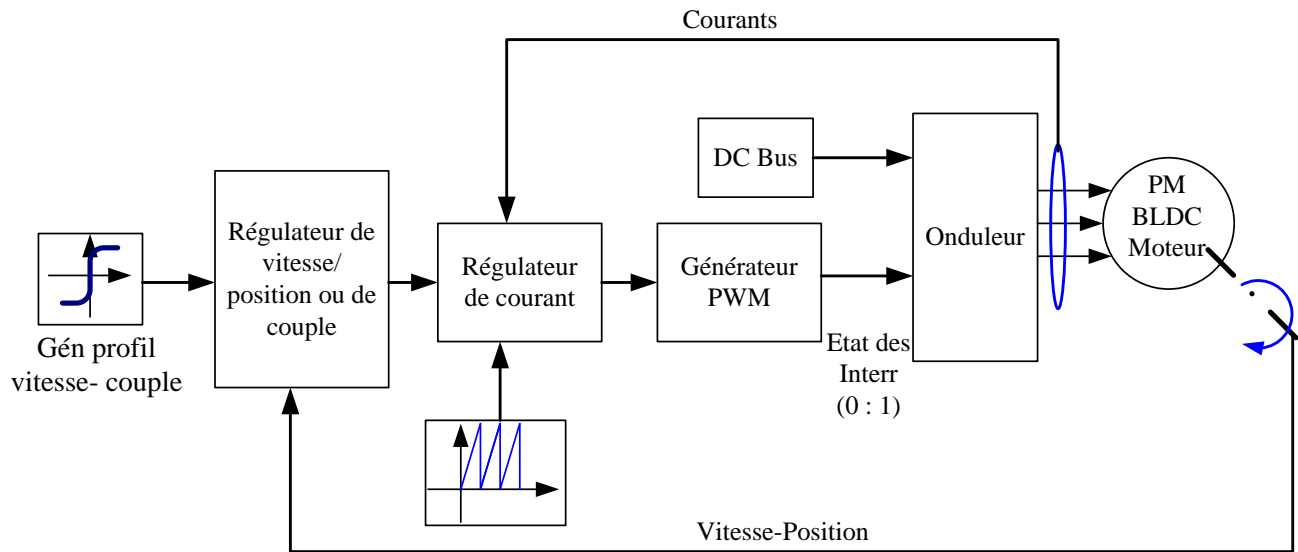 Courants
DC Bus
PM
BLDC
Moteur
Onduleur
Régulateur de
vitesse/
position ou de
couple
Régulateur
de courant
Générateur
PWM
Gén profil
vitesse- couple
Etat des
Interr
(0 : 1)
Vitesse-Position